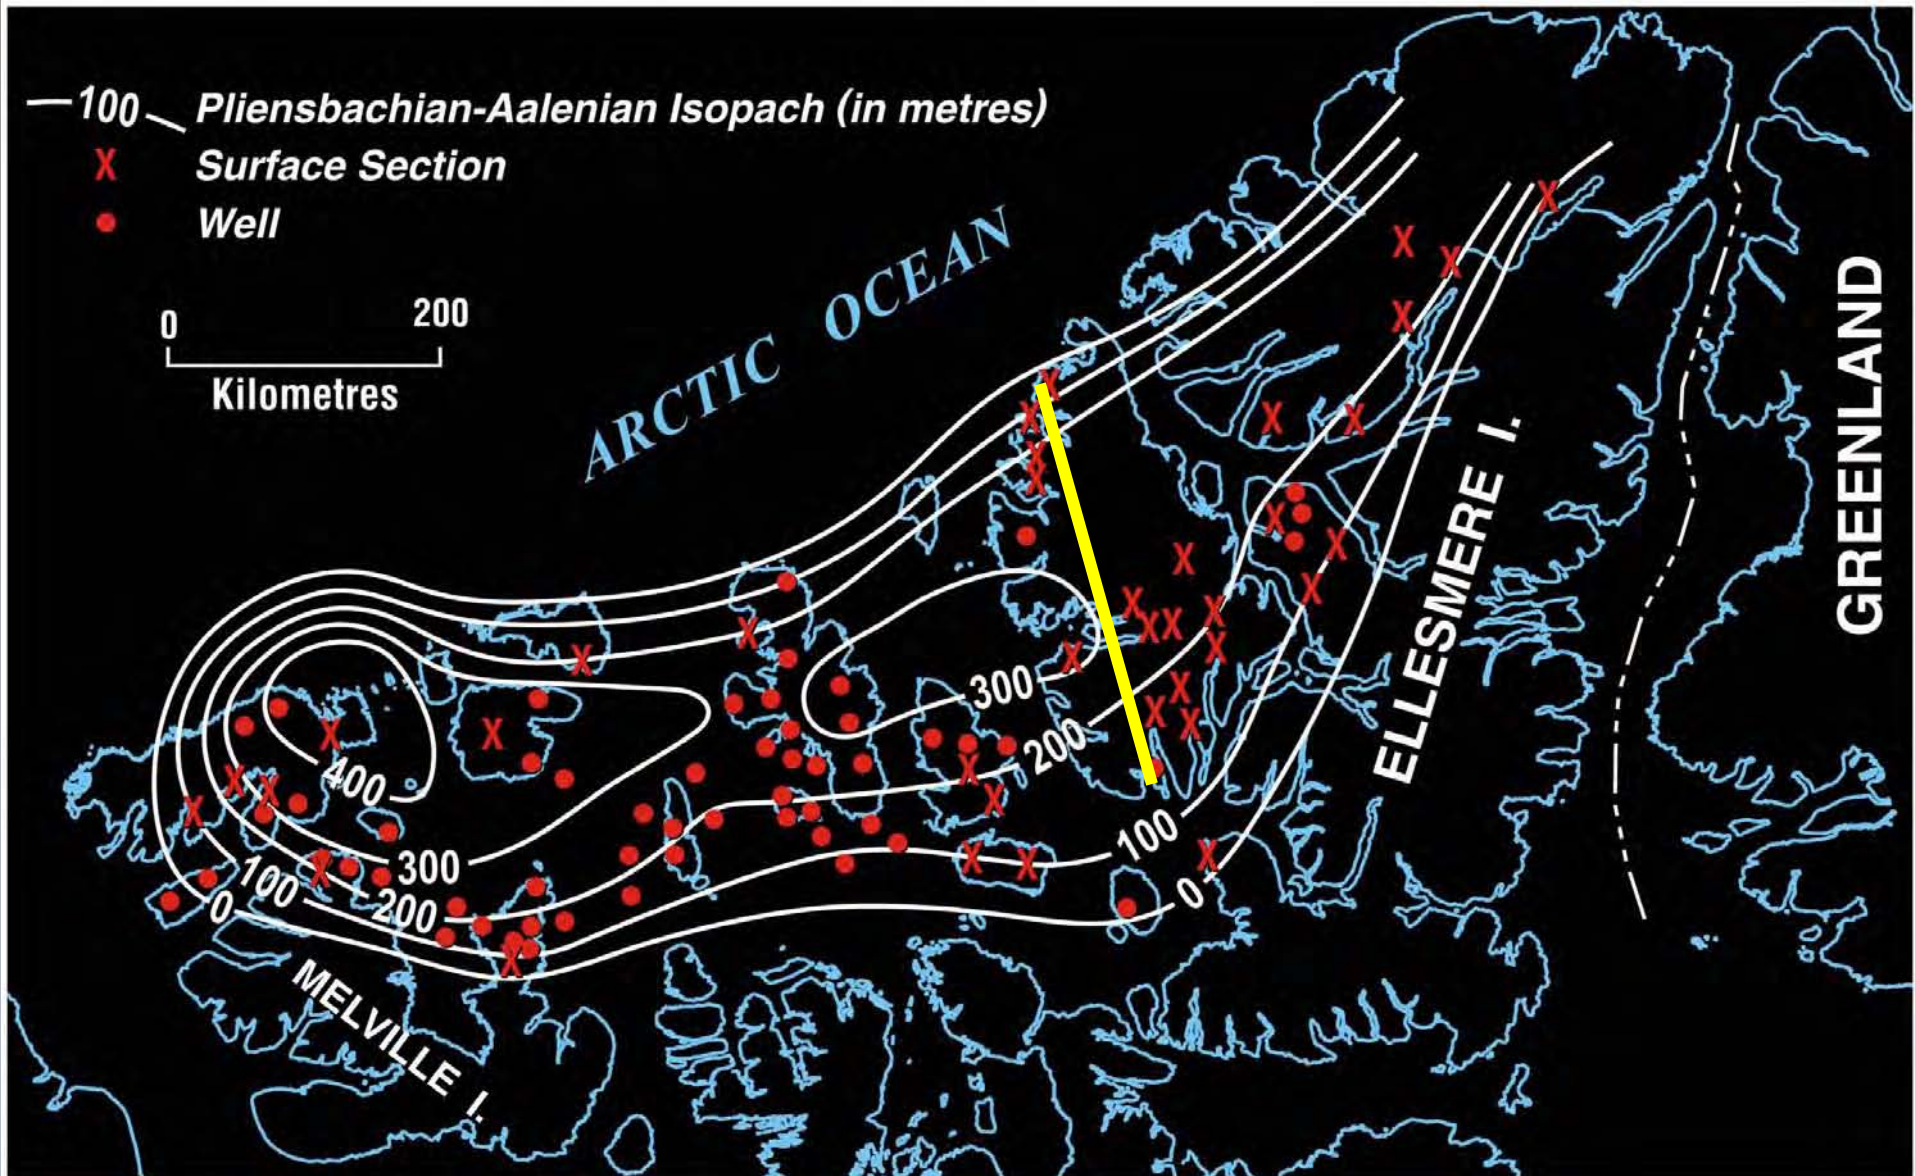 100 Pliensbachian-Aalenian Isopach (in metres)
X Surface Section
Well
0 200
Kilometres
ARCTIC OCEAN
GREENLAND
ELLESMERE I.
300
200
400
100
300
100
200
0
0
MELVILLE I.